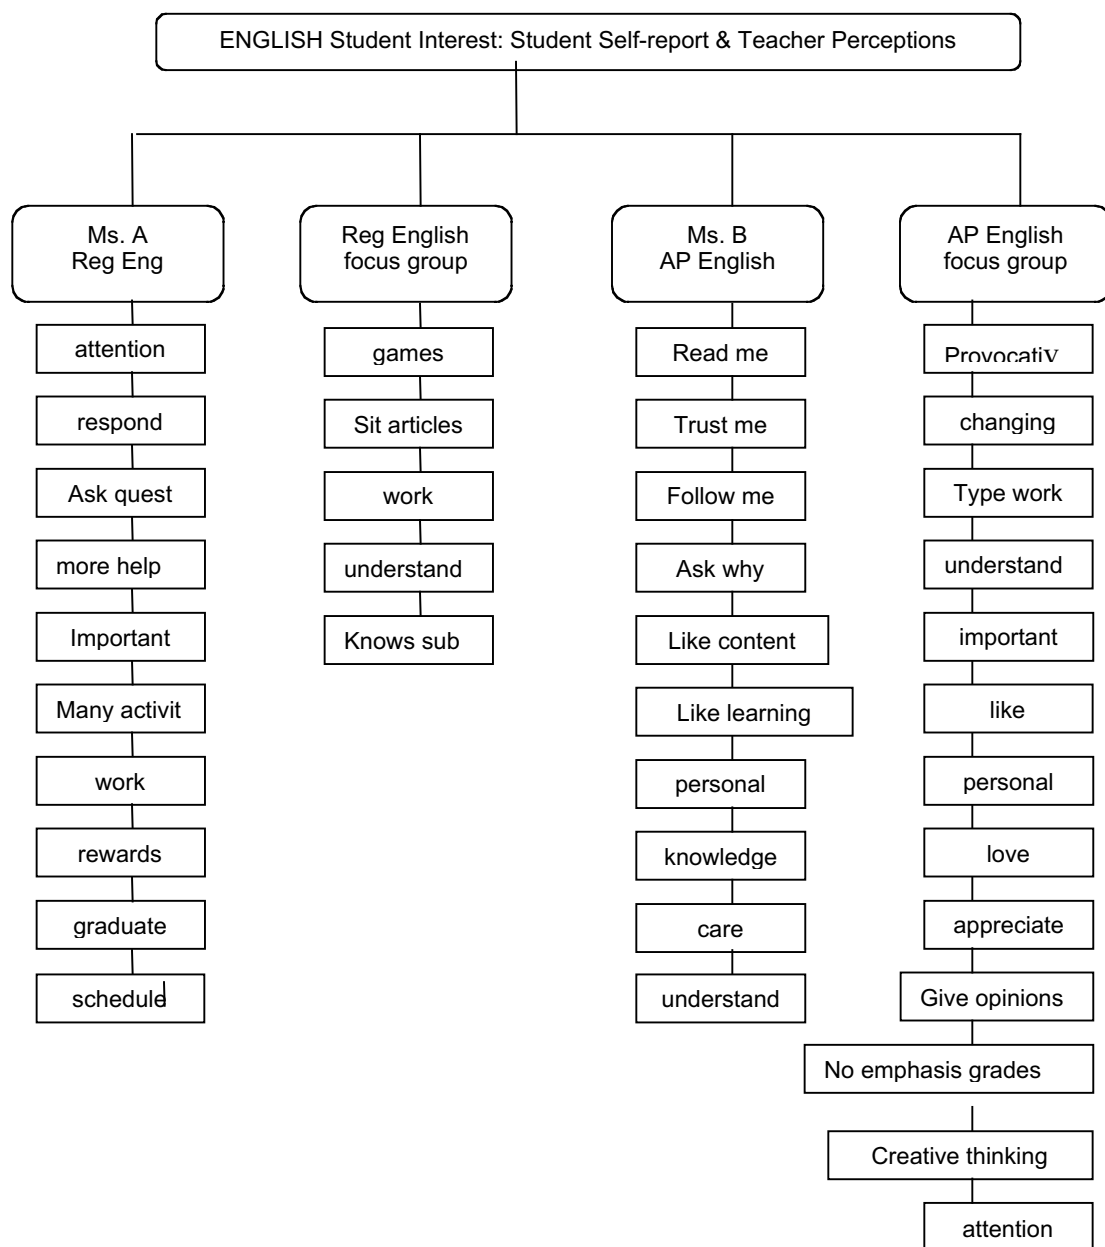 ENGLISH Student Interest: Student Self-report & Teacher Perceptions
Ms. A
Reg Eng
attention
respond
Ask quest
more help
Important
Many activit
work
rewards
graduate
schedule
Reg English
focus group
games
Sit articles
work
understand
Knows sub
Ms. B
AP English
Read me
Trust me
Follow me
Ask why
Like content
Like learning
personal
knowledge
care
understand
AP English
focus group
Provocativ
changing
Type work
understand
important
like
personal
love
appreciate
Give opinions
No emphasis grades
Creative thinking
attention